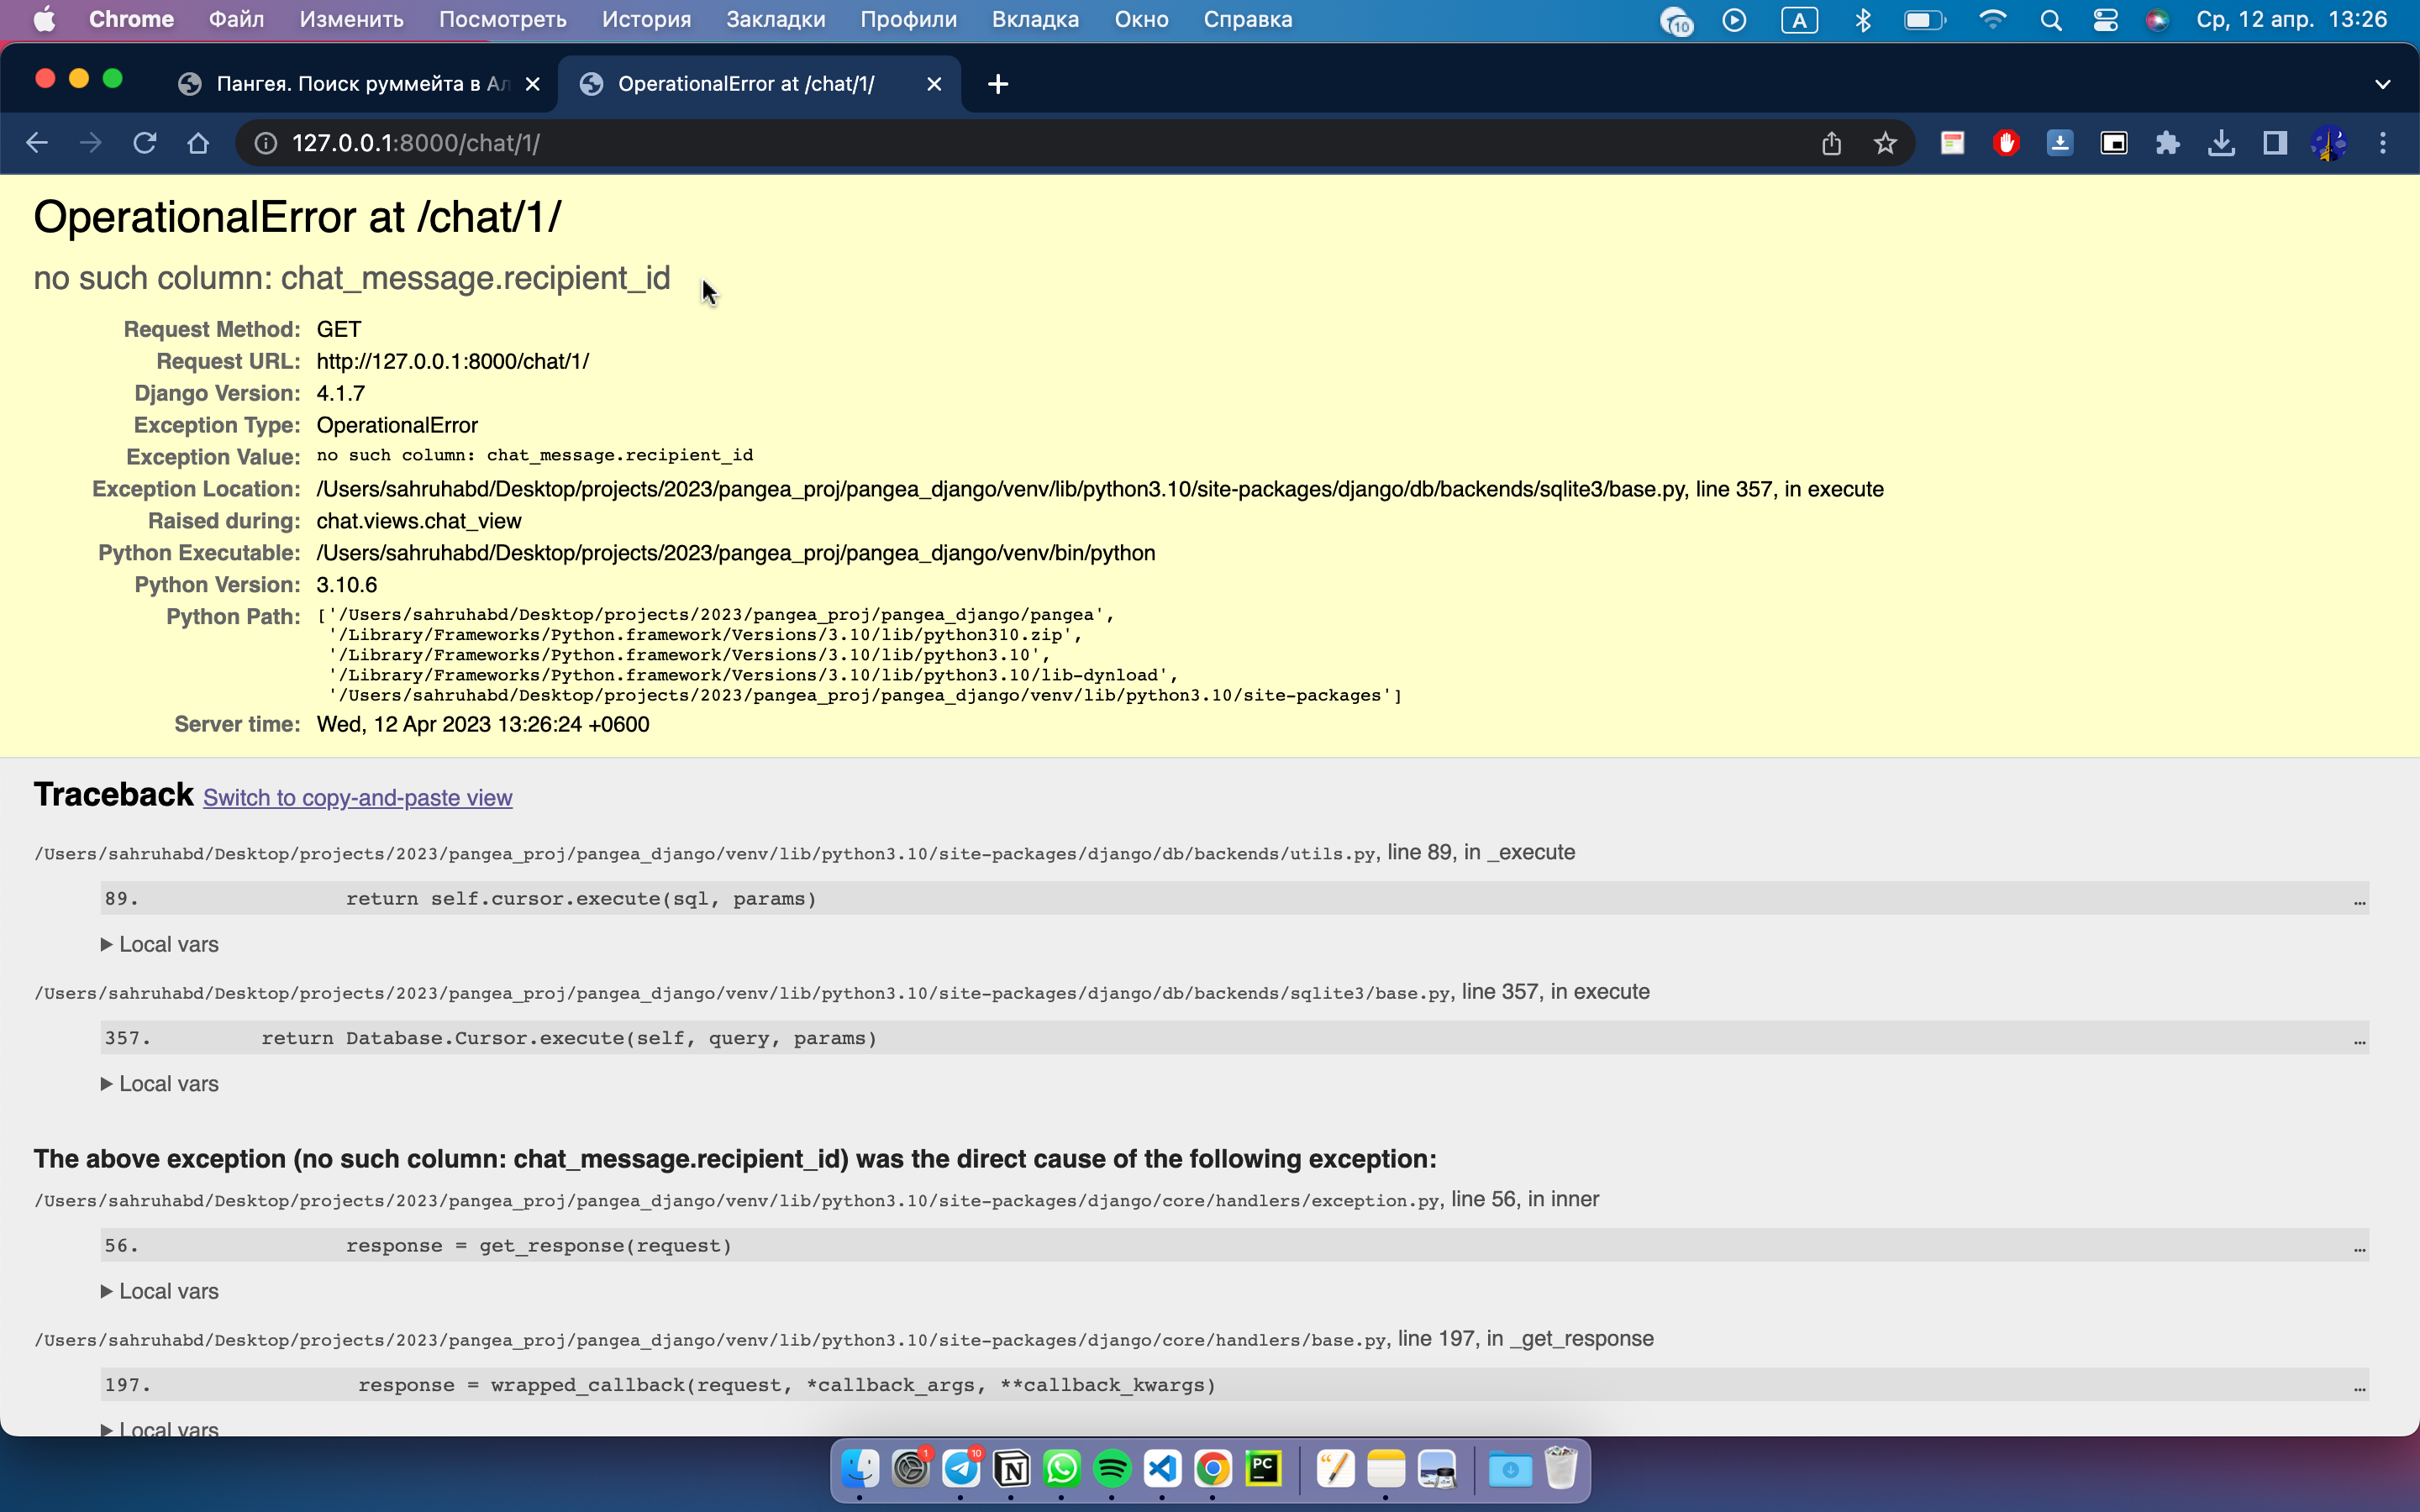 Chrome Файл Изменить Посмотреть История Закладки Профили Вкладка Окно Справка 10 A Ср, 12 апр. 13:26
Пангея. Поиск руммейта в Ал OperationalError at /chat/1/
127.0.0.1:8000/chat/1/
OperationalError at /chat/1/
no such column: chat_message.recipient_id
Request Method: GET
Request URL: http://127.0.0.1:8000/chat/1/
Django Version: 4.1.7
Exception Type: OperationalError
Exception Value: no such column: chat_message.recipient_id
Exception Location: /Users/sahruhabd/Desktop/projects/2023/pangea_proj/pangea_django/venv/lib/python3.10/site-packages/django/db/backends/sqlite3/base.py, line 357, in execute
Raised during: chat.views.chat_view
Python Executable: /Users/sahruhabd/Desktop/projects/2023/pangea_proj/pangea_django/venv/bin/python
Python Version: 3.10.6
Python Path: ['/Users/sahruhabd/Desktop/projects/2023/pangea_proj/pangea_django/pangea',
'/Library/Frameworks/Python.framework/Versions/3.10/lib/python310.zip',
'/Library/Frameworks/Python.framework/Versions/3.10/lib/python3.10',
'/Library/Frameworks/Python.framework/Versions/3.10/lib/python3.10/lib-dynload',
'/Users/sahruhabd/Desktop/projects/2023/pangea_proj/pangea_django/venv/lib/python3.10/site-packages']
Server time: Wed, 12 Apr 2023 13:26:24 +0600
Traceback Switch to copy-and-paste view
/Users/sahruhabd/Desktop/projects/2023/pangea_proj/pangea_django/venv/lib/python3.10/site-packages/django/db/backends/utils.py, line 89, in _execute
89. return self.cursor.execute(sql, params) …
Local vars
/Users/sahruhabd/Desktop/projects/2023/pangea_proj/pangea_django/venv/lib/python3.10/site-packages/django/db/backends/sqlite3/base.py, line 357, in execute
357. return Database.Cursor.execute(self, query, params) …
Local vars
The above exception (no such column: chat_message.recipient_id) was the direct cause of the following exception:
/Users/sahruhabd/Desktop/projects/2023/pangea_proj/pangea_django/venv/lib/python3.10/site-packages/django/core/handlers/exception.py, line 56, in inner
56. response = get_response(request) …
Local vars
/Users/sahruhabd/Desktop/projects/2023/pangea_proj/pangea_django/venv/lib/python3.10/site-packages/django/core/handlers/base.py, line 197, in _get_response
197. response = wrapped_callback(request, *callback_args, **callback_kwargs) …
Local vars
1 10 N PC